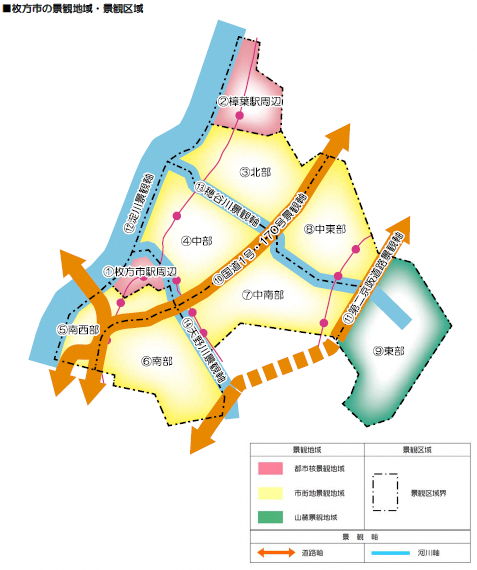 ■枚方市の景観地域・景観区域
②樟葉駅周辺
③北部
⑬穂谷川景観軸
⑫淀川景観軸
④中部
⑧中東部
⑩国道1号・170号景観軸
①枚方市駅周辺
⑪第二京阪道路景観軸
⑦中南部
⑤南西部
⑭天野川景観軸
⑥南部
⑨東部
景観地域 景観区域
都市核景観地域
市街地景観地域
景観区域界
山麓景観地域
景 観 軸
道路軸 河川軸